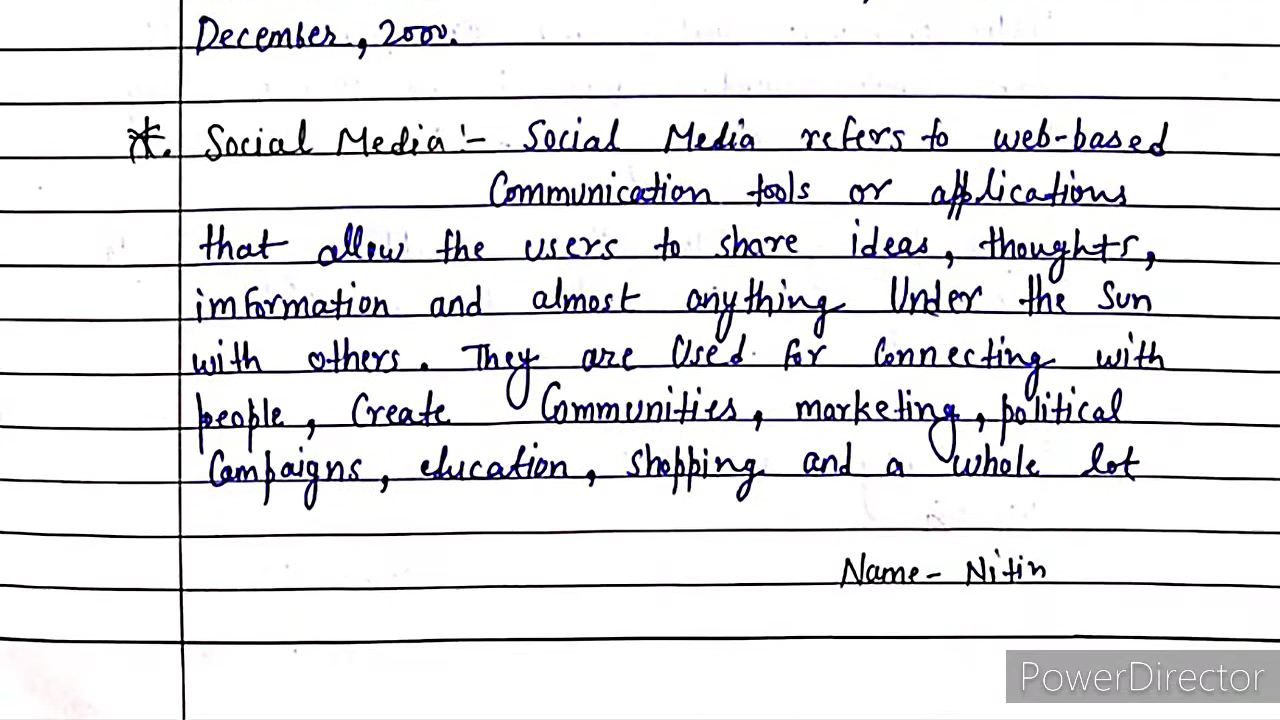 December, 2000.
*. Social Media :- Social Media refers to web-based
Communication tools or applications
that allow the users to share ideas, thoughts,
imformation and almost anything Under the Sun
with others. They are Used for Connecting with
people, Create Communities, marketing, political
Campaigns, education, shopping and a whole lot
Name - Nitin
PowerDirector